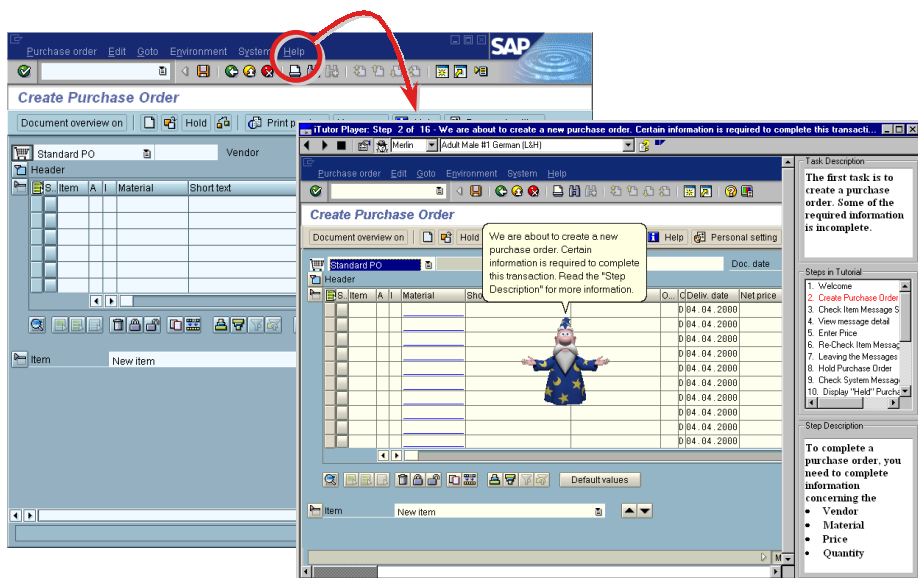 Purchase order Edit Goto Environment System Help
SAP
Create Purchase Order
Document overview on Hold Print
Standard PO Vendor
Header
S.. Item A I Material Short text
Item New item
iTutor Player: Step 2 of 16 - We are about to create a new purchase order. Certain information is required to complete this transacti...
Merlin Adult Male #1 German (L&H)
Purchase order Edit Goto Environment System Help
Create Purchase Order
Document overview on Hold Help Personal setting
We are about to create a new
purchase order. Certain
information is required to complete
this transaction. Read the "Step
Description" for more information.
Standard PO Doc. date
Header
S.. Item A I Material Sho O... C Deliv. date Net price
D 04.04.2000
D 04.04.2000
D 04.04.2000
D 04.04.2000
D 04.04.2000
D 04.04.2000
D 04.04.2000
D 04.04.2000
D 04.04.2000
D 04.04.2000
Default values
Item New item
M
Task Description
The first task is to
create a purchase
order. Some of the
required information
is incomplete.
Steps in Tutorial
1. Welcome
2. Create Purchase Order
3. Check Item Message S
4. View message detail
5. Enter Price
6. Re-Check Item Messag
7. Leaving the Messages
8. Hold Purchase Order
9. Check System Messag
10. Display "Held" Purcha
Step Description
To complete a
purchase order, you
need to complete
information
concerning the
• Vendor
• Material
• Price
• Quantity